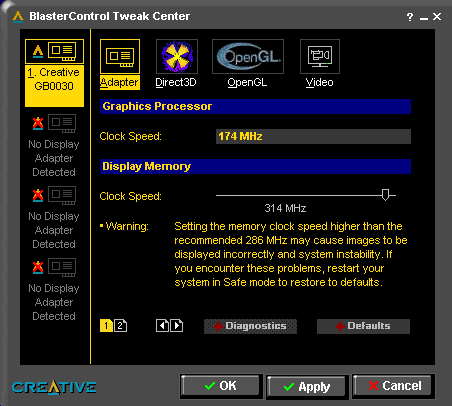 BlasterControl Tweak Center
1. Creative
GB0030
No Display
Adapter
Detected
No Display
Adapter
Detected
No Display
Adapter
Detected
Adapter
Direct3D
OpenGL
OpenGL
Video
Graphics Processor
Clock Speed:
174 MHz
Display Memory
Clock Speed:
314 MHz
Warning:
Setting the memory clock speed higher than the
recommended 286 MHz may cause images to be
displayed incorrectly and system instability. If
you encounter these problems, restart your
system in Safe mode to restore to defaults.
1 2
Diagnostics
Defaults
CREATIVE
OK
Apply
Cancel